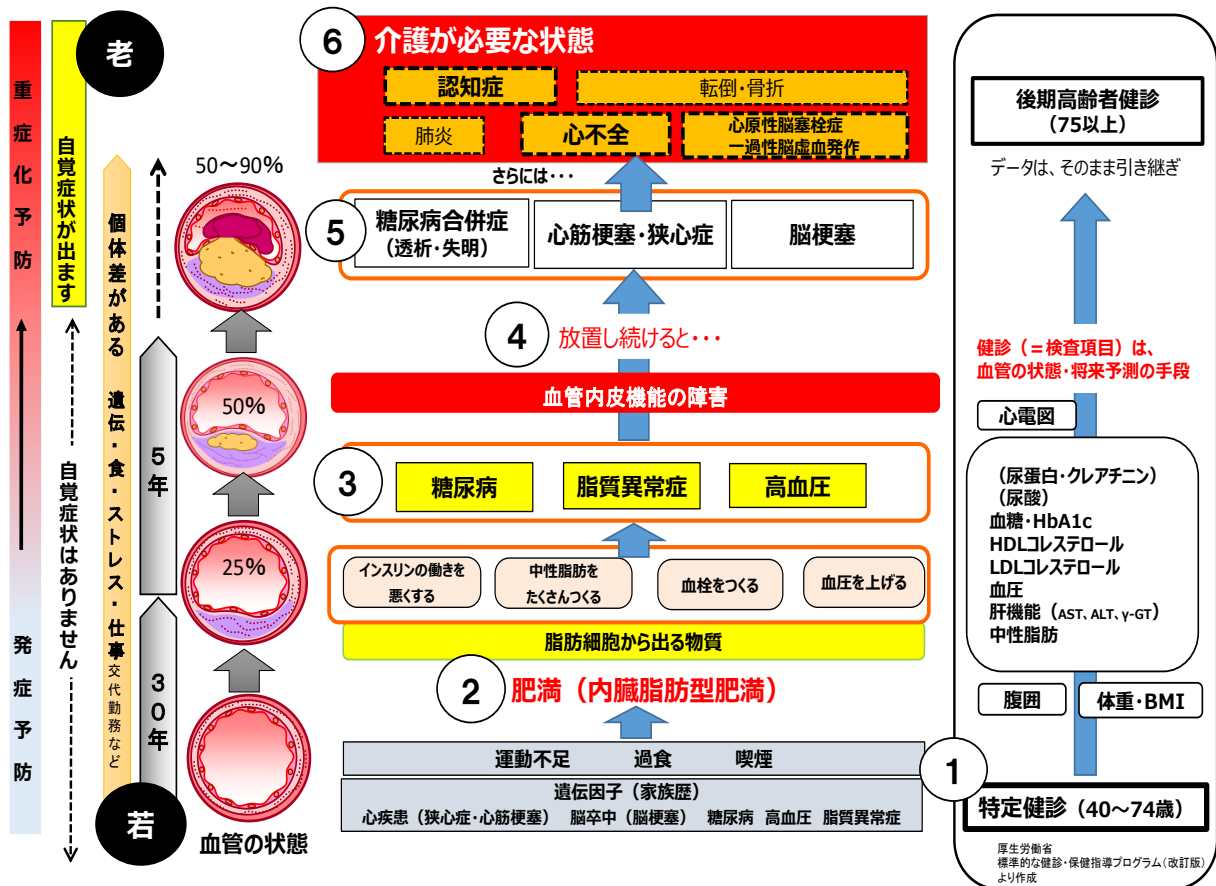 老
重症化予防
発症予防
自覚症状が出ます
自覚症状はありません
個体差がある 遺伝・食・ストレス・仕事 交代勤務など
5年
30年
若
50～90%
50%
25%
血管の状態
6 介護が必要な状態
認知症
転倒・骨折
肺炎
心不全
心原性脳塞栓症
一過性脳虚血発作
さらには・・・
5
糖尿病合併症
（透析・失明）
心筋梗塞・狭心症
脳梗塞
4 放置し続けると・・・
血管内皮機能の障害
3
糖尿病
脂質異常症
高血圧
インスリンの働きを
悪くする
中性脂肪を
たくさんつくる
血栓をつくる
血圧を上げる
脂肪細胞から出る物質
2 肥満（内臓脂肪型肥満）
運動不足 過食 喫煙
遺伝因子（家族歴）
心疾患（狭心症・心筋梗塞） 脳卒中（脳梗塞） 糖尿病 高血圧 脂質異常症
後期高齢者健診
（75以上）
データは、そのまま引き継ぎ
健診（＝検査項目）は、
血管の状態・将来予測の手段
心電図
（尿蛋白・クレアチニン）
（尿酸）
血糖・HbA1c
HDLコレステロール
LDLコレステロール
血圧
肝機能（AST、ALT、γ-GT）
中性脂肪
腹囲
体重・BMI
1
特定健診（40～74歳）
厚生労働省
標準的な健診・保健指導プログラム（改訂版）
より作成